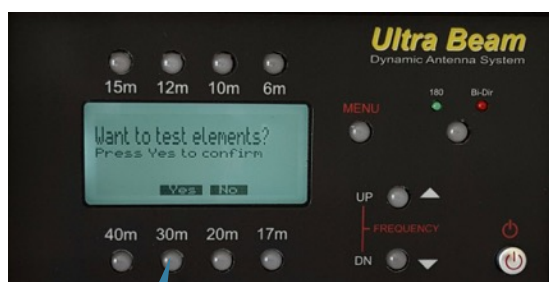 Ultra Beam
Dynamic Antenna System
15m 12m 10m 6m
180 Bi-Dir
MENU
Want to test elements?
Press Yes to confirm
Yes No
UP
FREQUENCY
DN
40m 30m 20m 17m